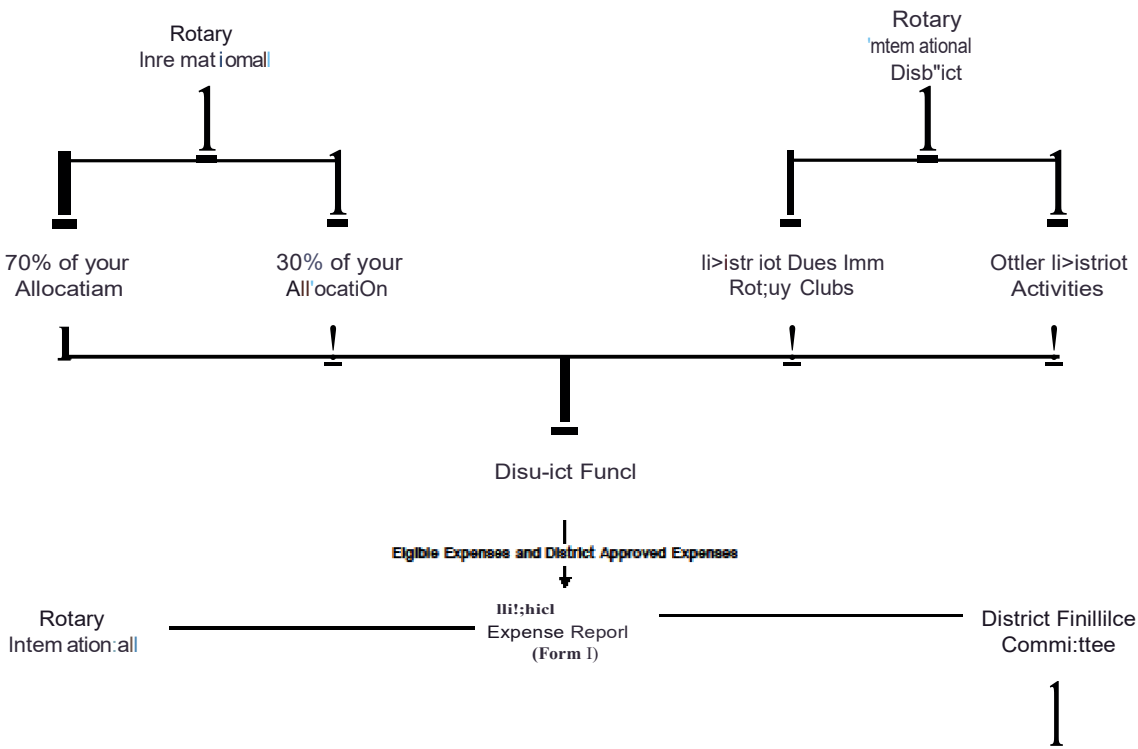 Rotary
Inre mat iomall
Rotary
'mtem ational
Disb"ict
70% of your
Allocatiam
30% of your
All'ocatiOn
li>istr iot Dues Imm
Rot;uy Clubs
Ottler li>istriot
Activities
Disu-ict Funcl
Elgible Expenses and District Approved Expenses
Rotary
Intem ation:all
lli!;hicl
Expense Reporl
(Form I)
District Finillilce
Commi:ttee